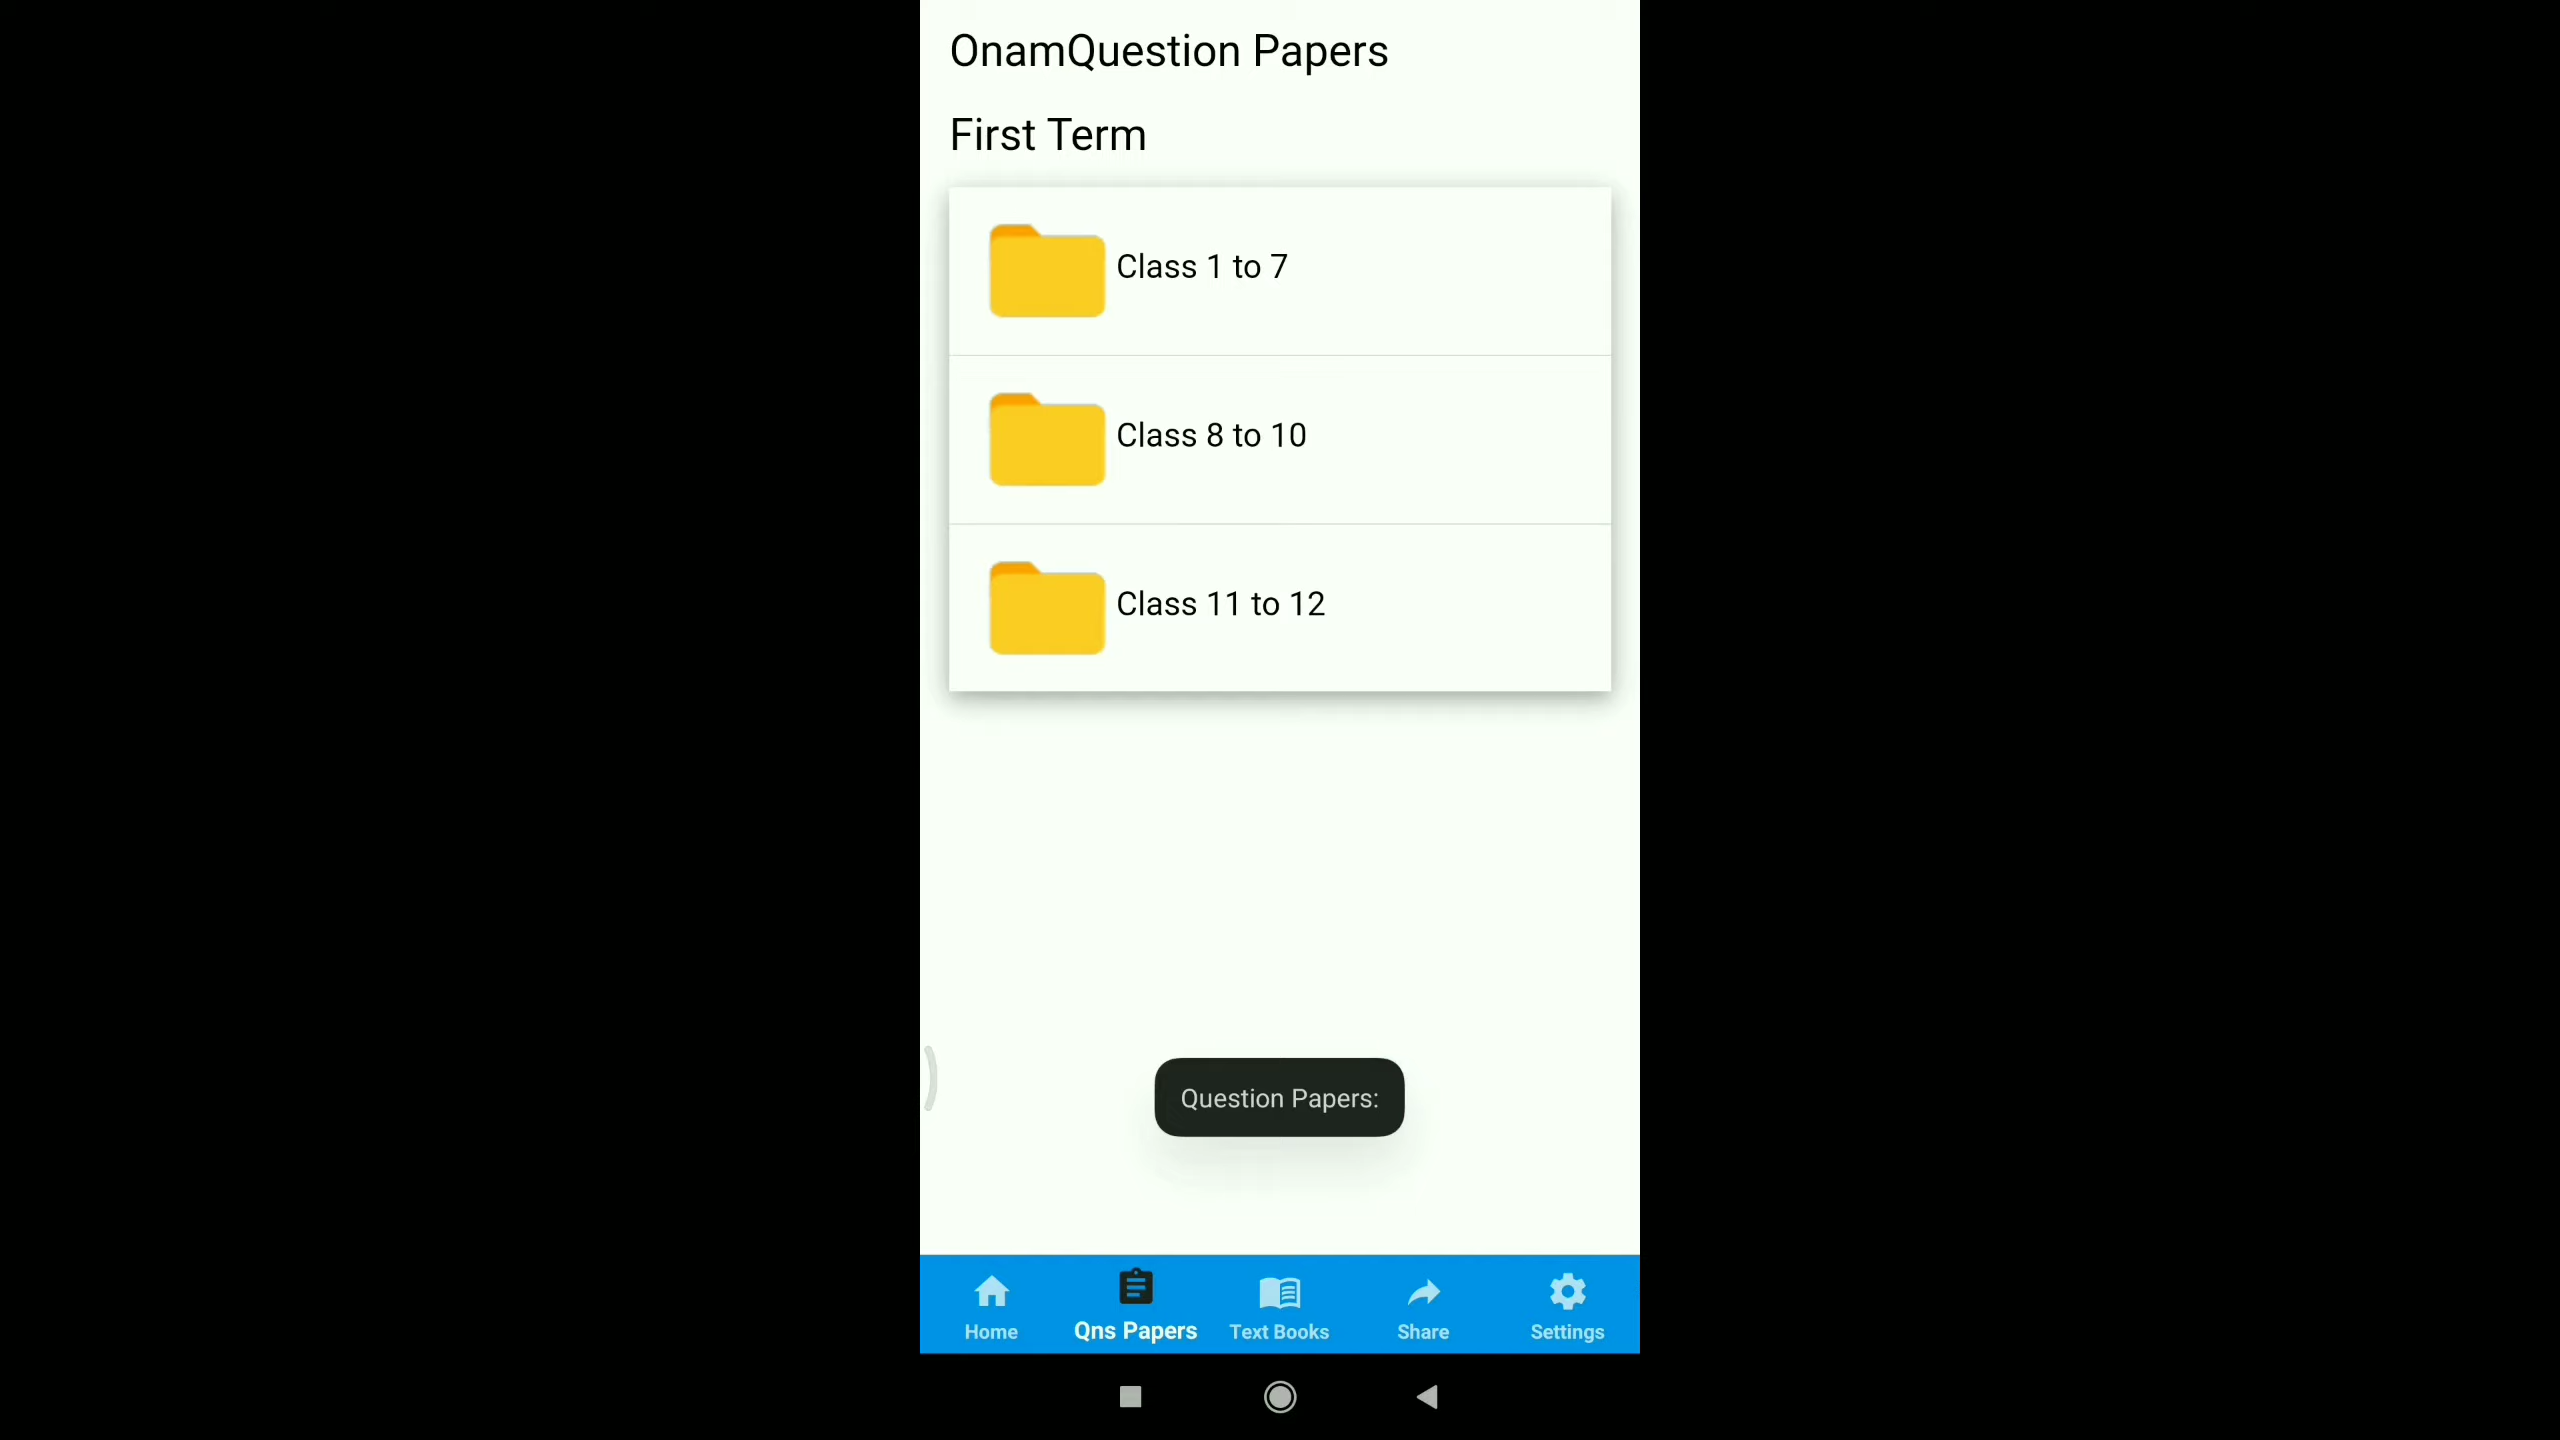 OnamQuestion Papers
First Term
Class 1 to 7
Class 8 to 10
Class 11 to 12
Question Papers:
Home
Qns Papers
Text Books
Share
Settings